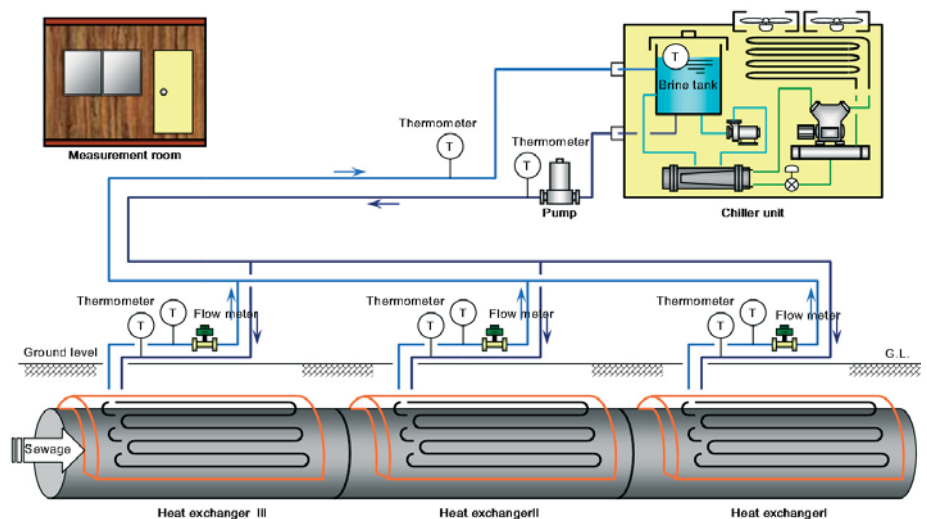 T
Brine tank
Measurement room
Thermometer
T
Thermometer
T
Pump
Chiller unit
Thermometer
T
T
Flow meter
Thermometer
T
T
Flow meter
Thermometer
T
T
Flow meter
Ground level
G.L.
Sewage
Heat exchanger III
Heat exchangerII
Heat exchangerI